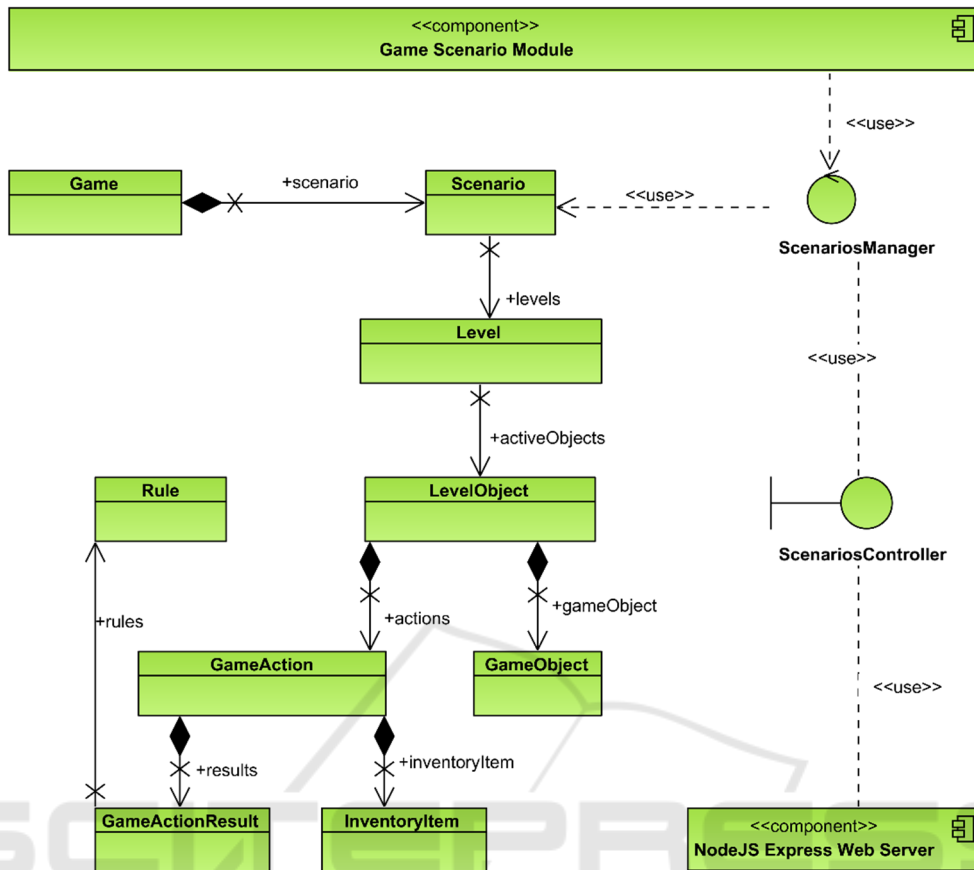 <<component>>
Game Scenario Module
<<use>>
Game
+scenario
Scenario
<<use>>
ScenariosManager
+levels
Level
<<use>>
+activeObjects
Rule
LevelObject
ScenariosController
+rules
+actions
+gameObject
GameAction
GameObject
<<use>>
+results
+inventoryItem
GameActionResult
InventoryItem
<<component>>
NodeJS Express Web Server
SCITEPRESS